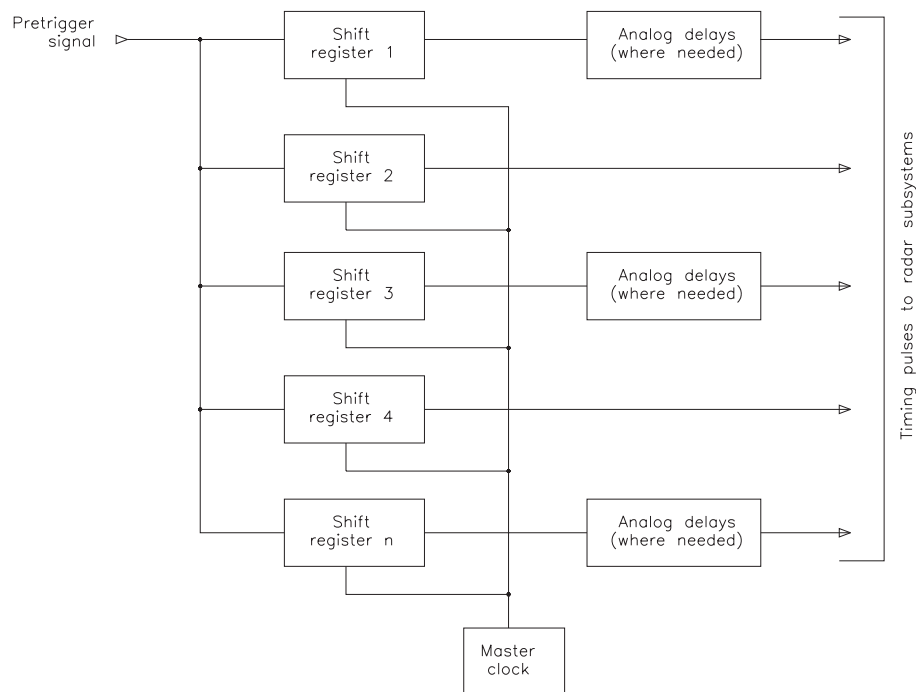 Pretrigger
signal
Shift
register 1
Analog delays
(where needed)
Shift
register 2
Shift
register 3
Analog delays
(where needed)
Shift
register 4
Shift
register n
Analog delays
(where needed)
Master
clock
Timing pulses to radar subsystems